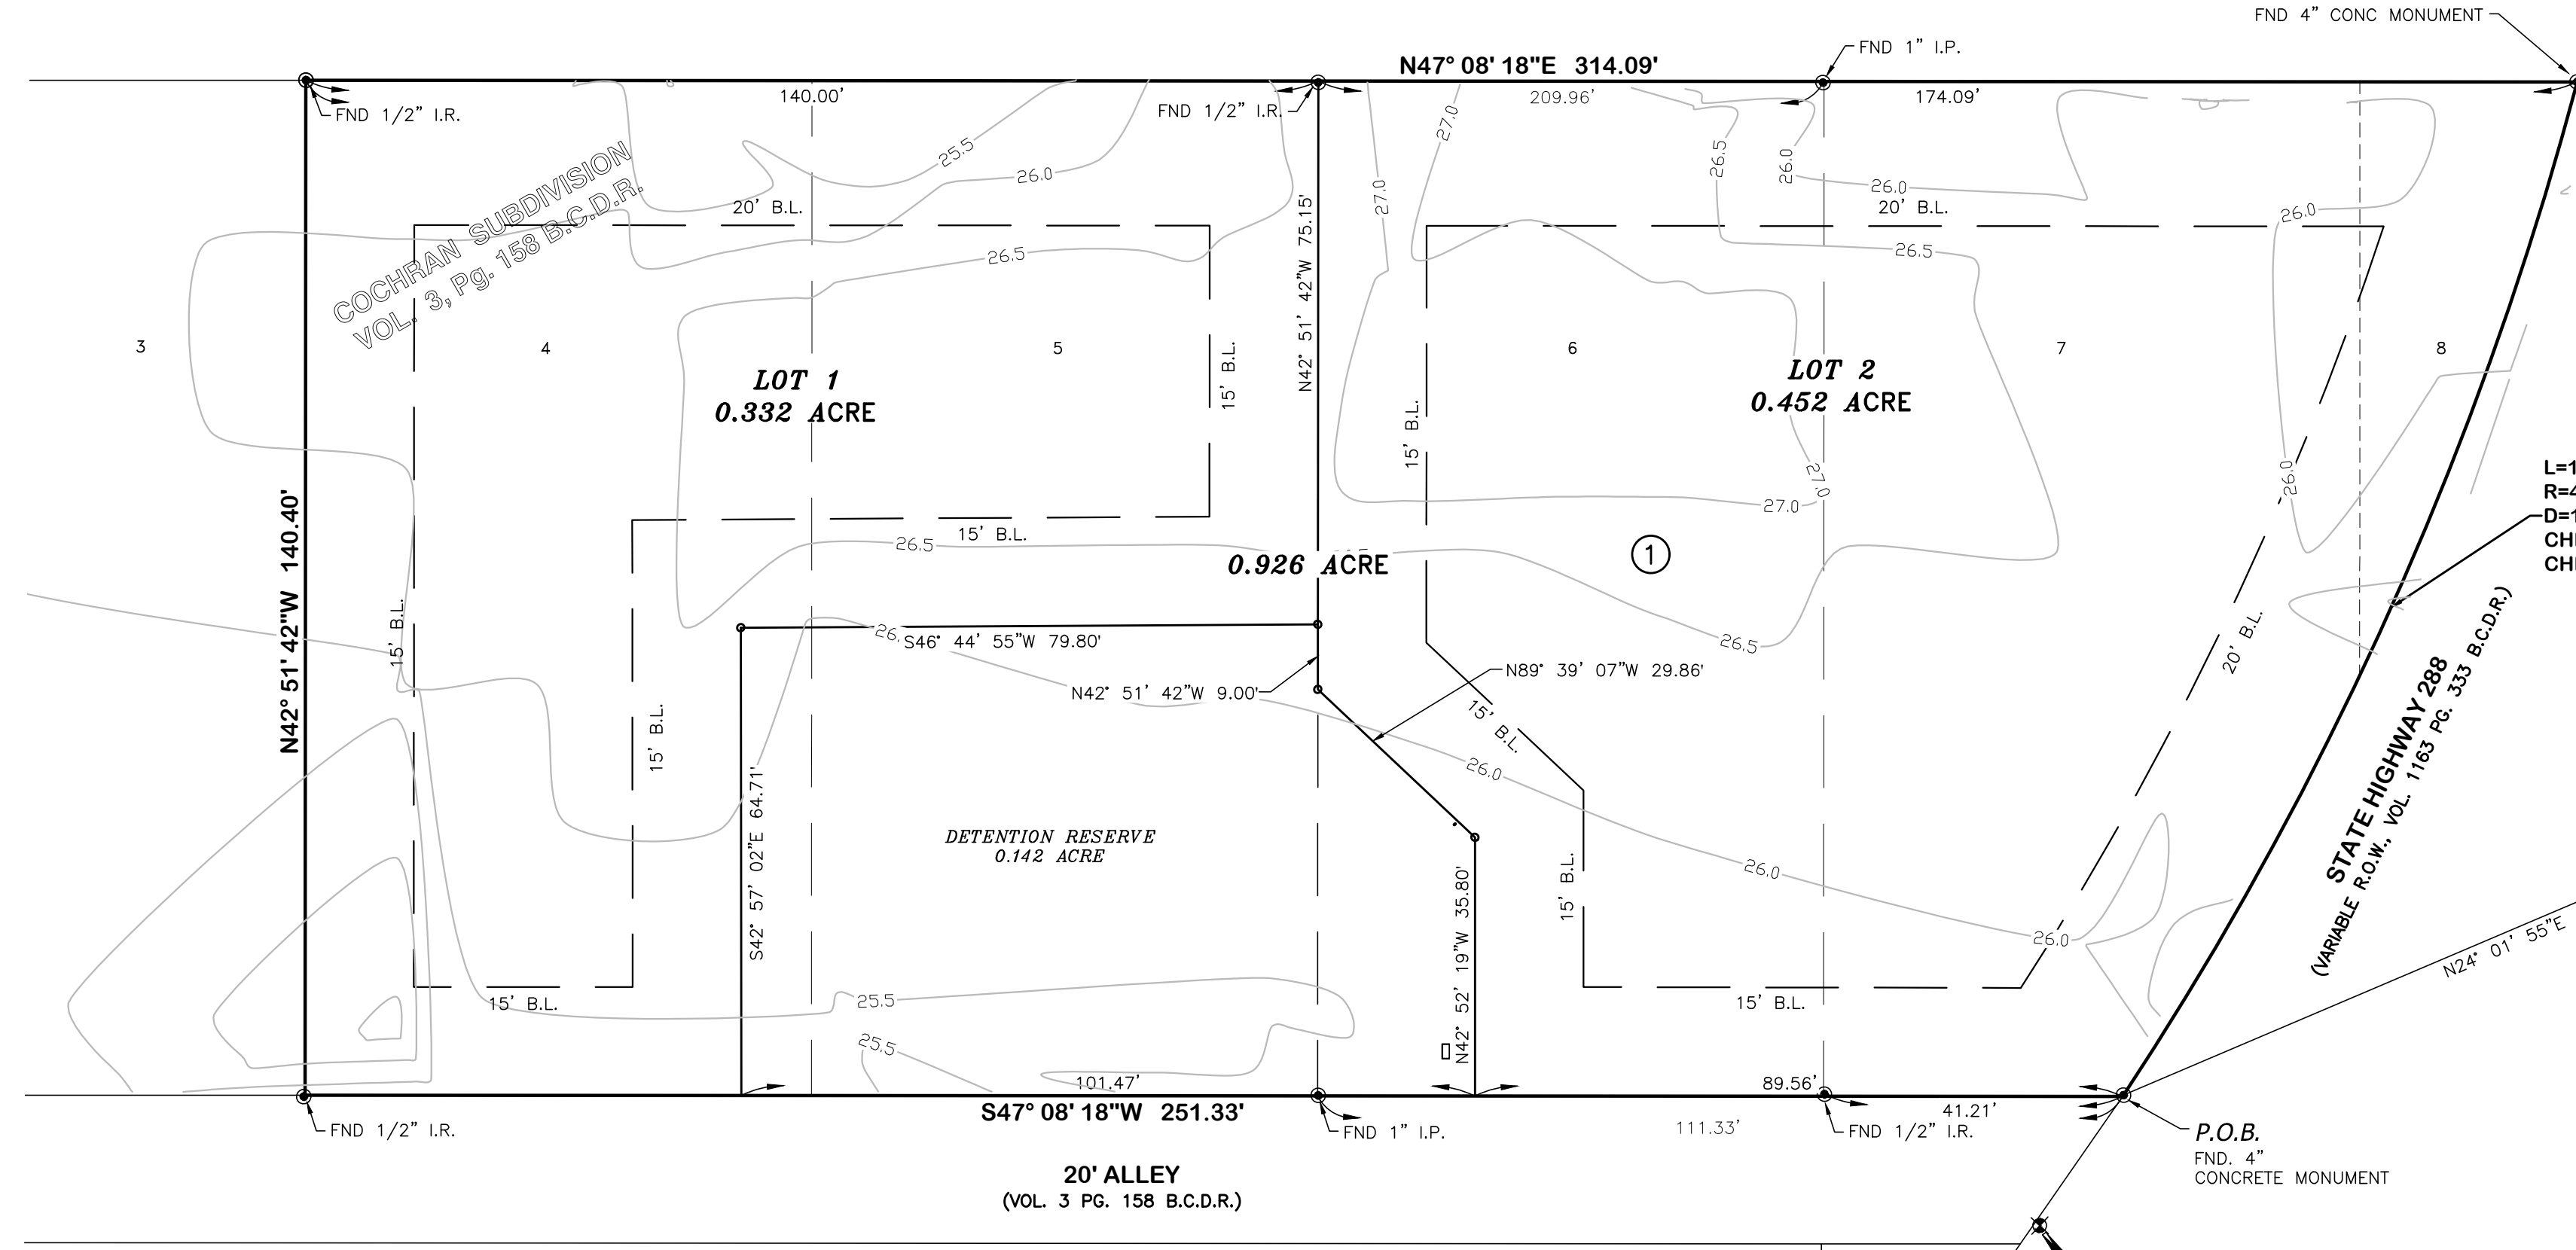 FND 4" CONC MONUMENT
N47° 08' 18"E 314.09'
FND 1" I.P.
140.00'
209.96'
174.09'
FND 1/2" I.R.
FND 1/2" I.R.
COCHRAN SUBDIVISION
VOL. 3, Pg. 158 B.C.D.R.
25.5
26.0
27.0
27.0
26.5
26.0
26.0
26.0
20' B.L.
20' B.L.
26.5
26.5
N42° 51' 42"W 75.15'
3
4
5
6
7
8
15' B.L.
15' B.L.
LOT 1
0.332 ACRE
LOT 2
0.452 ACRE
27.0
27.0
26.0
N42° 51' 42"W 140.40'
15' B.L.
26.5
0.926 ACRE
1
L=1
R=4
D=1
CH
CH
15' B.L.
S46° 44' 55"W 79.80'
26.
N42° 51' 42"W 9.00'
N89° 39' 07"W 29.86'
26.5
20' B.L.
15' B.L.
15' B.L.
26.0
S42° 57' 02"E 64.71'
DETENTION RESERVE
0.142 ACRE
N42° 52' 19"W 35.80'
15' B.L.
26.0
26.0
STATE HIGHWAY 288
(VARIABLE R.O.W., VOL. 1163 PG. 333 B.C.D.R.)
N24° 01' 55"E
15' B.L.
25.5
25.5
15' B.L.
101.47'
89.56'
S47° 08' 18"W 251.33'
41.21'
111.33'
FND 1/2" I.R.
FND 1" I.P.
FND 1/2" I.R.
P.O.B.
FND. 4"
CONCRETE MONUMENT
20' ALLEY
(VOL. 3 PG. 158 B.C.D.R.)